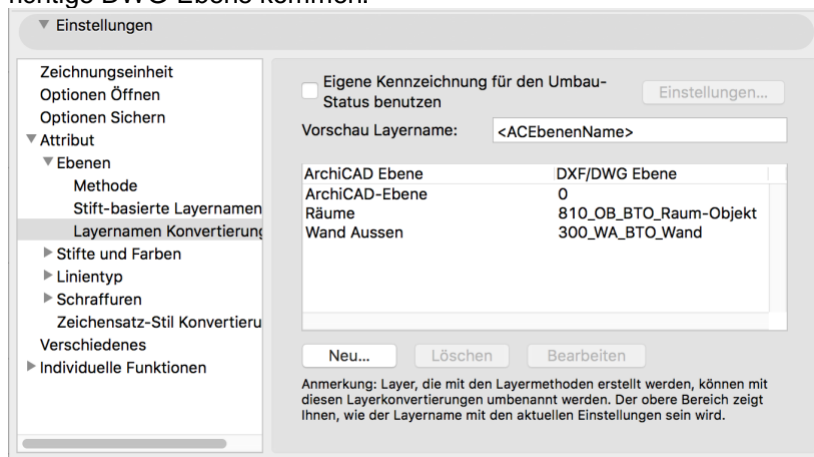 richtige DWG-Ebene kommen.
Einstellungen
Zeichnungseinheit
Optionen Öffnen
Optionen Sichern
Attribut
Ebenen
Methode
Stift-basierte Layernamen
Layernamen Konvertierung
Stifte und Farben
Linientyp
Schraffuren
Zeichensatz-Stil Konvertieru
Verschiedenes
Individuelle Funktionen
Eigene Kennzeichnung für den Umbau-
Status benutzen
Einstellungen...
Vorschau Layername: <ACEbenenName>
ArchiCAD Ebene DXF/DWG Ebene
ArchiCAD-Ebene 0
Räume 810_OB_BTO_Raum-Objekt
Wand Aussen 300_WA_BTO_Wand
Neu... Löschen Bearbeiten
Anmerkung: Layer, die mit den Layermethoden erstellt werden, können mit
diesen Layerkonvertierungen umbenannt werden. Der obere Bereich zeigt
Ihnen, wie der Layername mit den aktuellen Einstellungen sein wird.